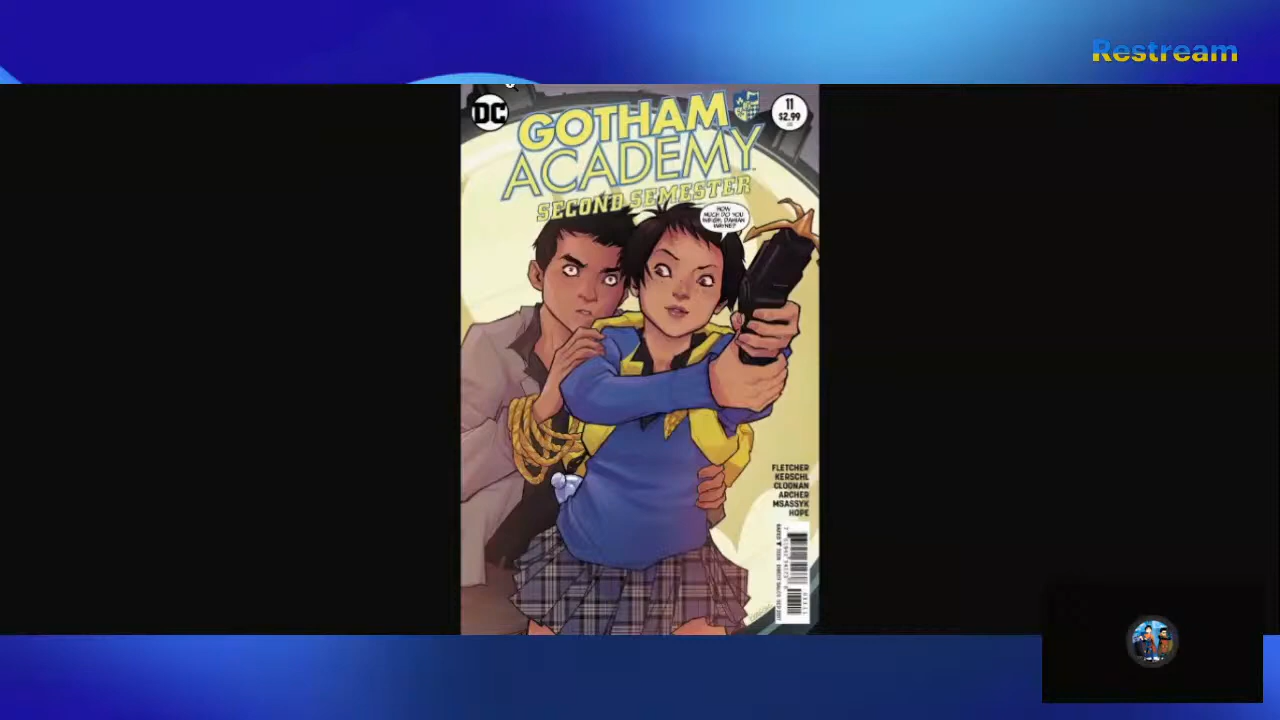 Restream
DC
GOTHAM
ACADEMY
SECOND SEMESTER
11
$2.99
HOW
MUCH DO YOU
WEIGH, DAMIAN
WAYNE?
FLETCHER
KERSCHL
CLOONAN
ARCHER
MSASSYK
HOPE